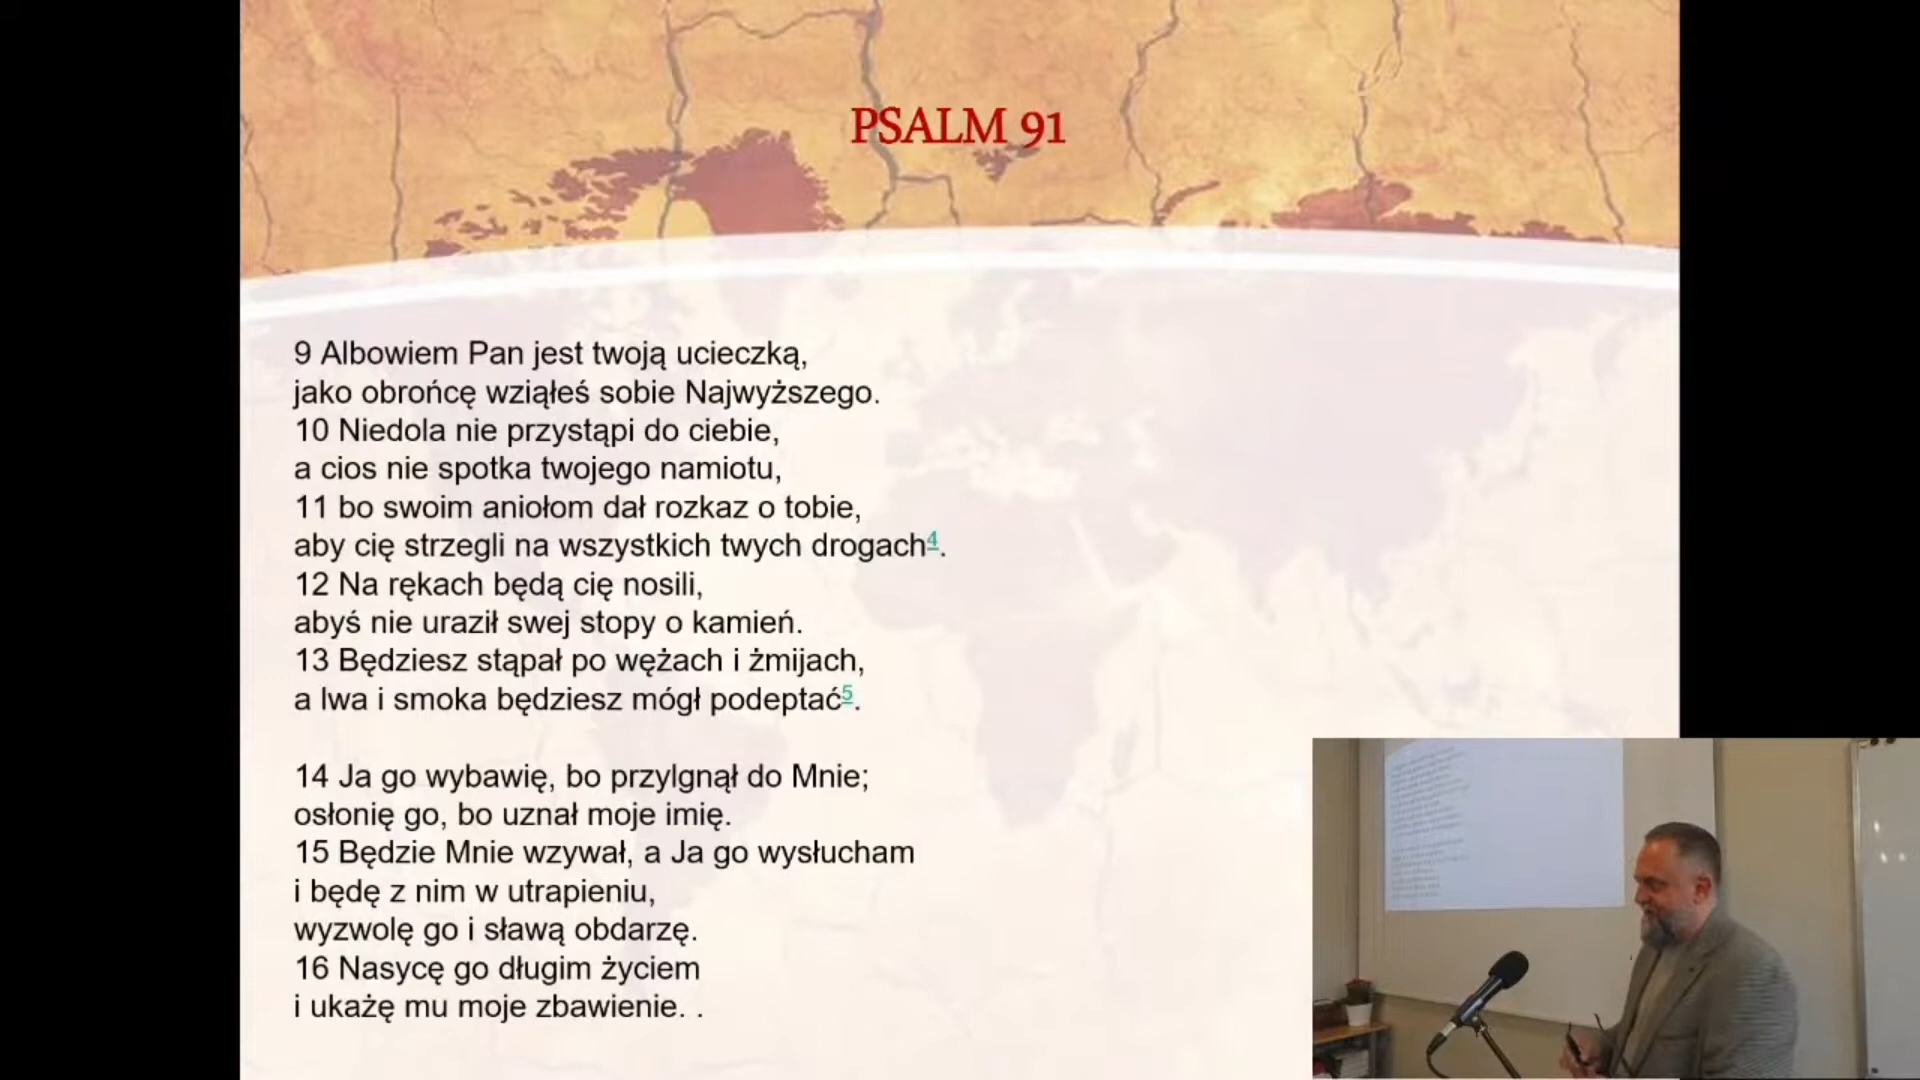 PSALM 91
9 Albowiem Pan jest twoją ucieczką,
jako obrońcę wziąłeś sobie Najwyższego.
10 Niedola nie przystąpi do ciebie,
a cios nie spotka twojego namiotu,
11 bo swoim aniołom dał rozkaz o tobie,
aby cię strzegli na wszystkich twych drogach4.
12 Na rękach będą cię nosili,
abyś nie uraził swej stopy o kamień.
13 Będziesz stąpał po wężach i żmijach,
a lwa i smoka będziesz mógł podeptać5.
14 Ja go wybawię, bo przylgnął do Mnie;
osłonię go, bo uznał moje imię.
15 Będzie Mnie wzywał, a Ja go wysłucham
i będę z nim w utrapieniu,
wyzwolę go i sławą obdarzę.
16 Nasycę go długim życiem
i ukażę mu moje zbawienie. .